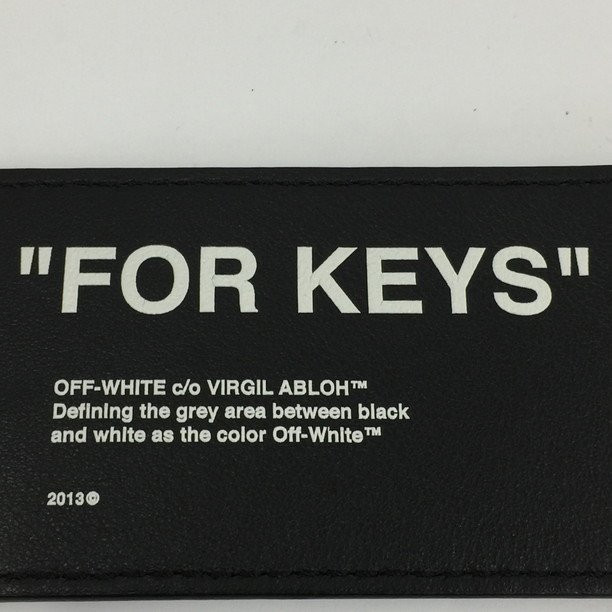 "FOR KEYS"
OFF-WHITE c/o VIRGIL ABLOH™
Defining the grey area between black
and white as the color Off-White™
2013©